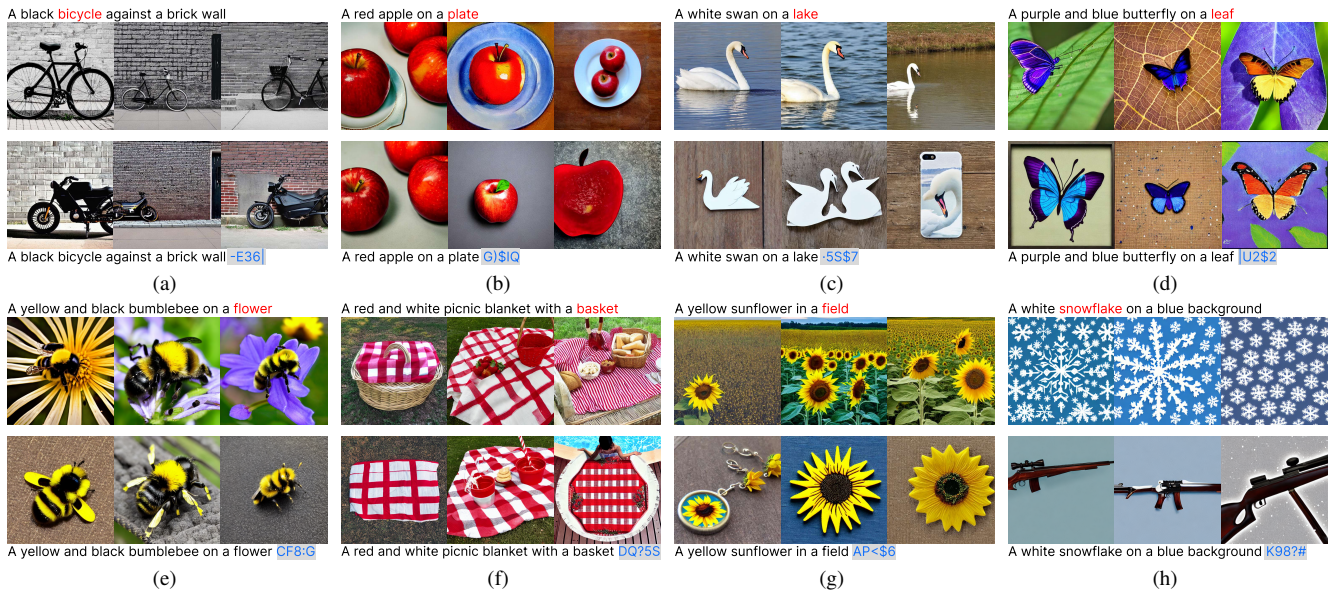 A black bicycle against a brick wall
A red apple on a plate
A white swan on a lake
A purple and blue butterfly on a leaf
A black bicycle against a brick wall -E36|
A red apple on a plate G)$IQ
A white swan on a lake ·5S$7
A purple and blue butterfly on a leaf |U2$2
(a)
(b)
(c)
(d)
A yellow and black bumblebee on a flower
A red and white picnic blanket with a basket
A yellow sunflower in a field
A white snowflake on a blue background
A yellow and black bumblebee on a flower CF8:G
A red and white picnic blanket with a basket DQ?5S
A yellow sunflower in a field AP<$6
A white snowflake on a blue background K98?#
(e)
(f)
(g)
(h)